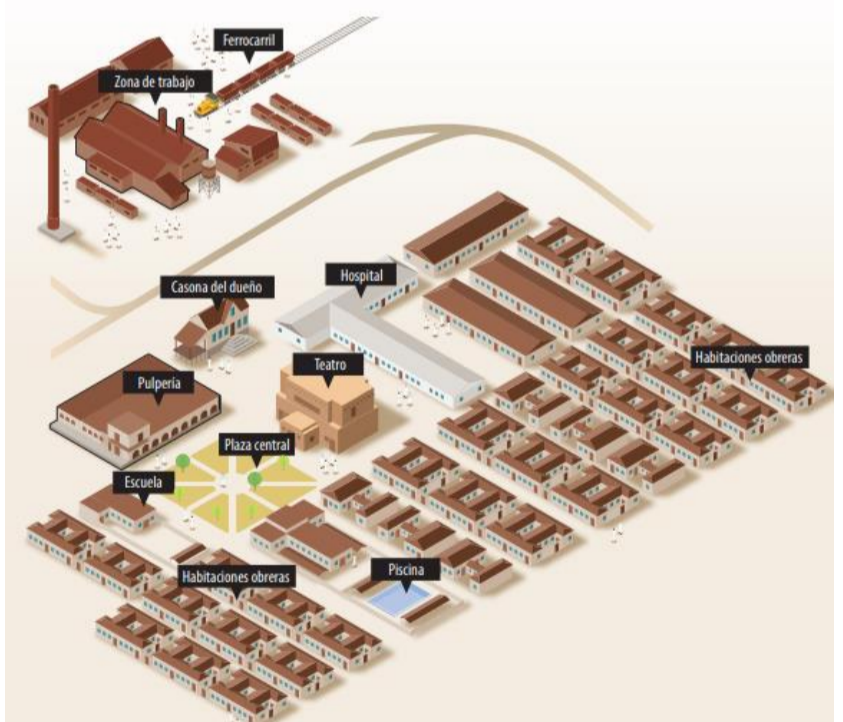 Ferrocarril
Zona de trabajo
Hospital
Casona del dueño
Habitaciones obreras
Teatro
Pulpería
Plaza central
Escuela
Piscina
Habitaciones obreras